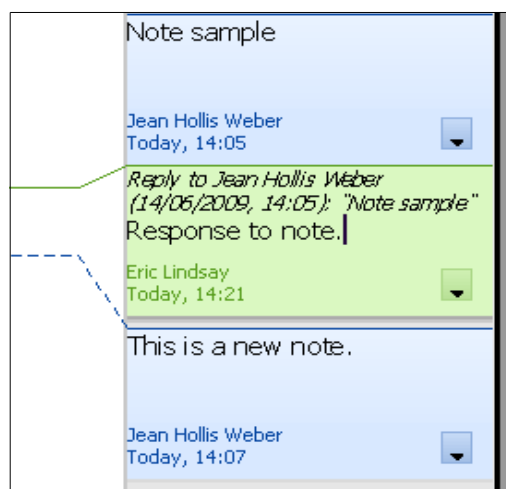 Note sample
Jean Hollis Weber
Today, 14:05
Reply to Jean Hollis Weber
(14/06/2009, 14:05): "Note sample"
Response to note.
Eric Lindsay
Today, 14:21
This is a new note.
Jean Hollis Weber
Today, 14:07